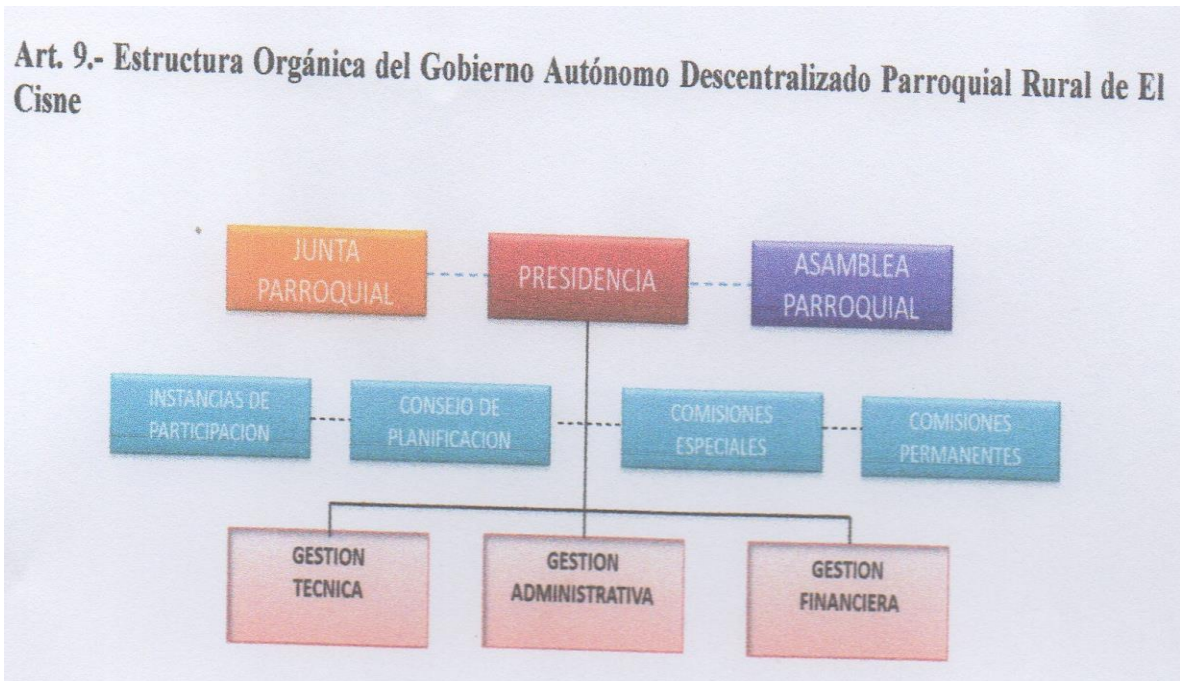 Art. 9.- Estructura Orgánica del Gobierno Autónomo Descentralizado Parroquial Rural de El
Cisne
JUNTA
PARROQUIAL
PRESIDENCIA
ASAMBLEA
PARROQUIAL
INSTANCIAS DE
PARTICIPACION
CONSEJO DE
PLANIFICACION
COMISIONES
ESPECIALES
COMISIONES
PERMANENTES
GESTION
TECNICA
GESTION
ADMINISTRATIVA
GESTION
FINANCIERA